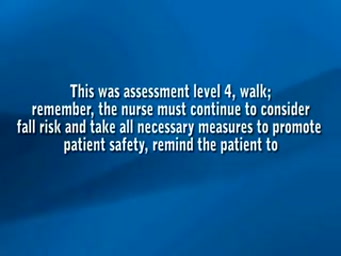 This was assessment level 4, walk;
remember, the nurse must continue to consider
fall risk and take all necessary measures to promote
patient safety, remind the patient to